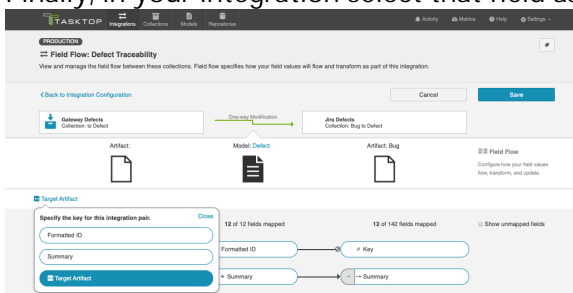 Finally, in your integration select that field as
TASKTOP
Integrations Collections Models Repositories
Activity Metrics Help Settings
PRODUCTION
Field Flow: Defect Traceability
View and manage the field flow between these collections. Field flow specifies how your field values will flow and transform as part of this integration.
Back to Integration Configuration
Cancel Save
Gateway Defects
Collection: to Defect
One-way Modification
Jira Defects
Collection: Bug to Defect
Artifact: Model: Defect Artifact: Bug
Field Flow
Configure how your field values
flow, transform, and update.
Target Artifact
Specify the key for this integration pair. Close
12 of 12 fields mapped 12 of 142 fields mapped Show unmapped fields
Formatted ID
Formatted ID Key
Summary
Summary Summary
Target Artifact